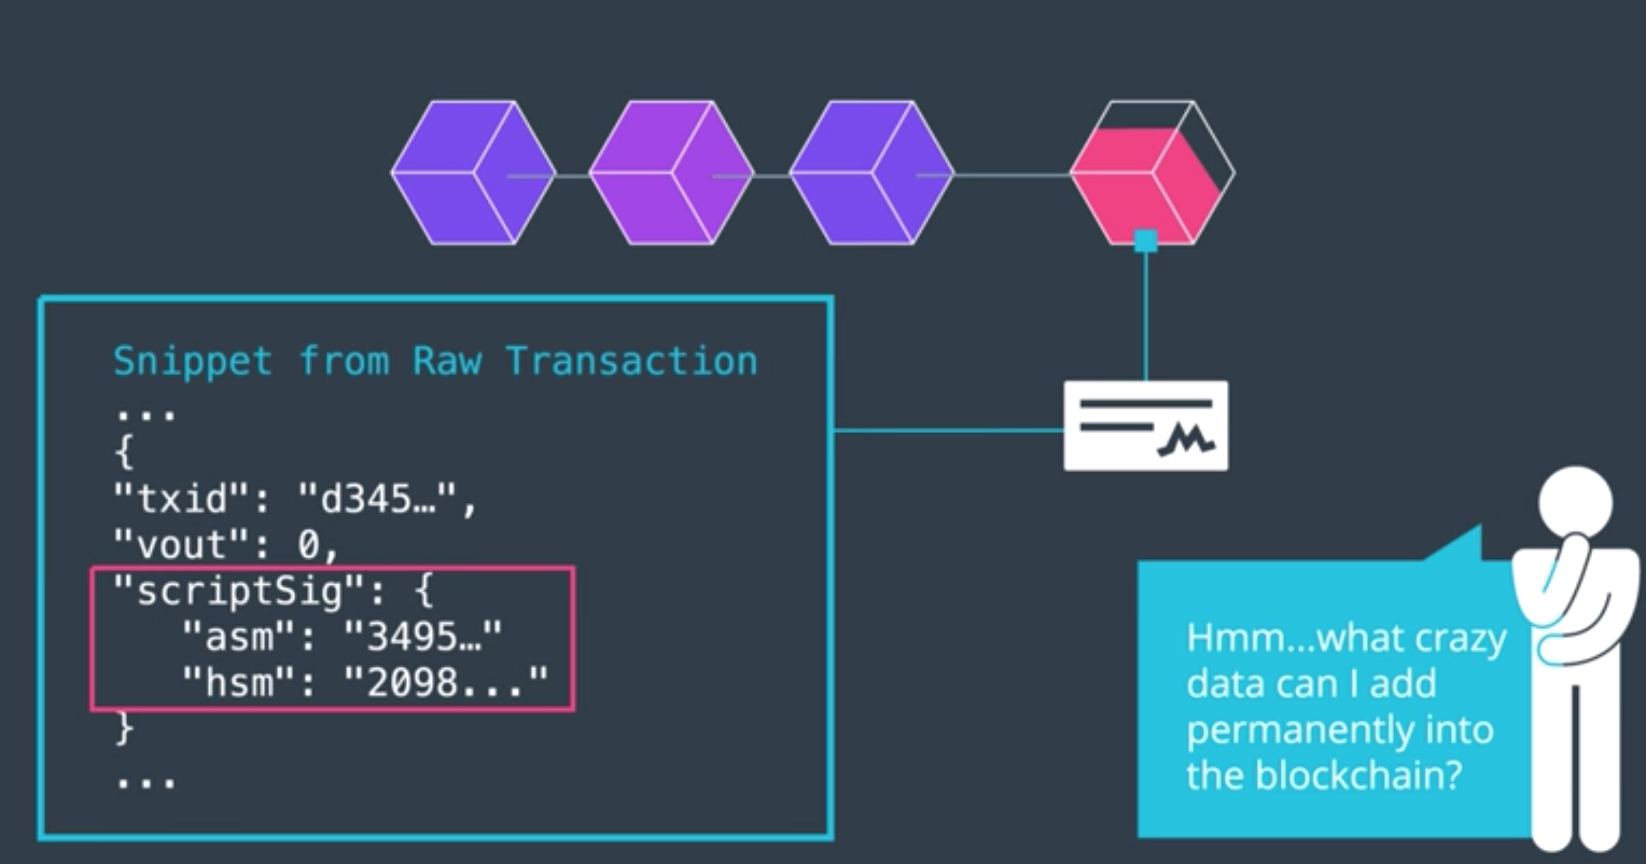 Snippet from Raw Transaction
...
{
"txid": "d345…",
"vout": 0,
"scriptSig": {
"asm": "3495…"
"hsm": "2098..."
}
...
Hmm...what crazy
data can I add
permanently into
the blockchain?